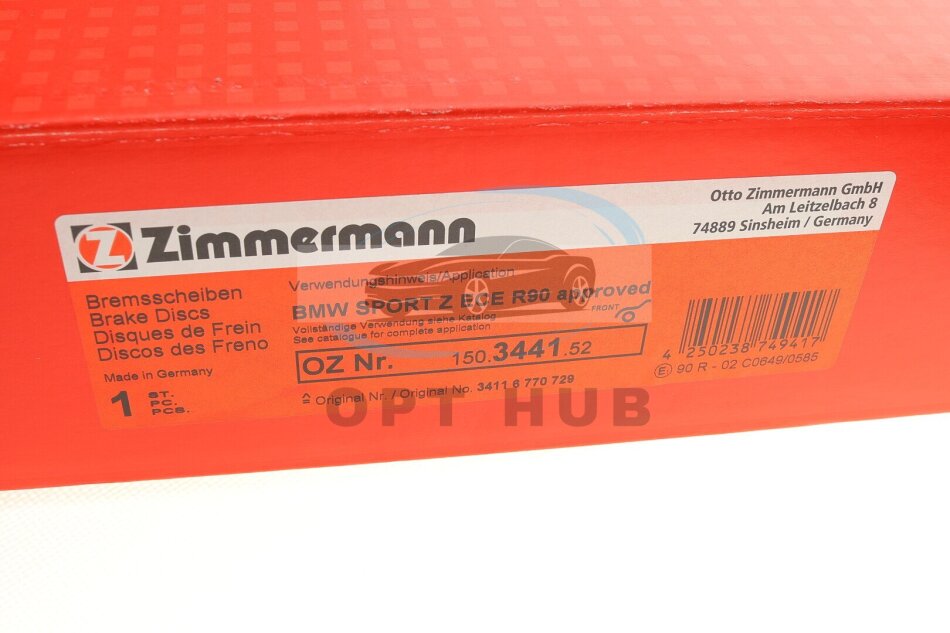 Zimmermann
Otto Zimmermann GmbH
Am Leitzelbach 8
74889 Sinsheim / Germany
Bremsscheiben
Brake Discs
Disques de Frein
Discos des Freno
Made in Germany
1 ST.
PC.
PCS.
Verwendungshinweis/Application
BMW SPORT Z ECE R90 approved
Vollständige Verwendung siehe Katalog
See catalogue for complete application
FRONT
OZ Nr. 150.3441.52
≙ Original Nr. / Original No. 3411 6 770 729
4 250238 749417
E 90 R - 02 C0649/0585
OPT HUB